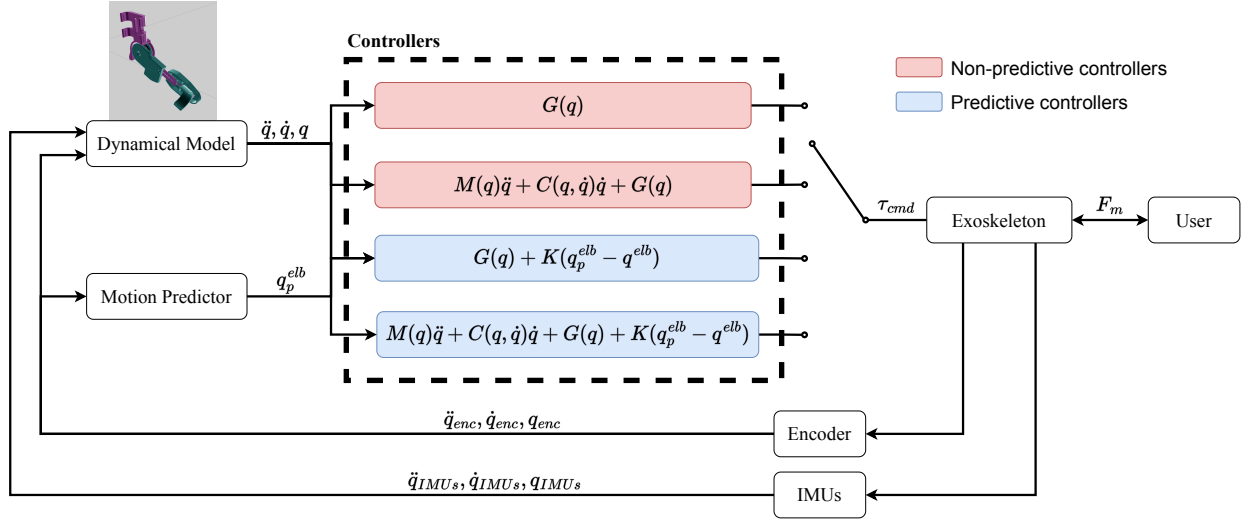 Controllers
Non-predictive controllers
Predictive controllers
G(q)
Dynamical Model
q̈, q̇, q
M(q)q̈ + C(q, q̇)q̇ + G(q)
τ_cmd
Exoskeleton
F_m
User
G(q) + K(q_p^{elb} − q^{elb})
Motion Predictor
q_p^{elb}
M(q)q̈ + C(q, q̇)q̇ + G(q) + K(q_p^{elb} − q^{elb})
q̈_enc, q̇_enc, q_enc
Encoder
q̈_IMUs, q̇_IMUs, q_IMUs
IMUs